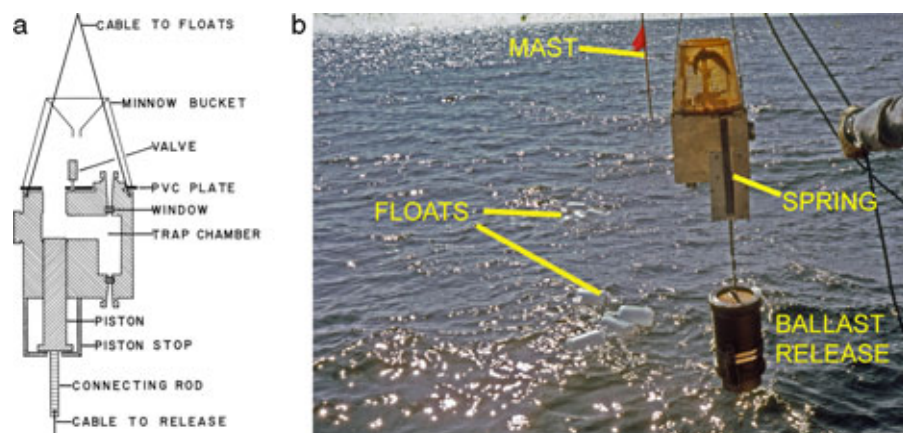 a
CABLE TO FLOATS
MINNOW BUCKET
VALVE
PVC PLATE
WINDOW
TRAP CHAMBER
PISTON
PISTON STOP
CONNECTING ROD
CABLE TO RELEASE
b
MAST
FLOATS
SPRING
BALLAST
RELEASE